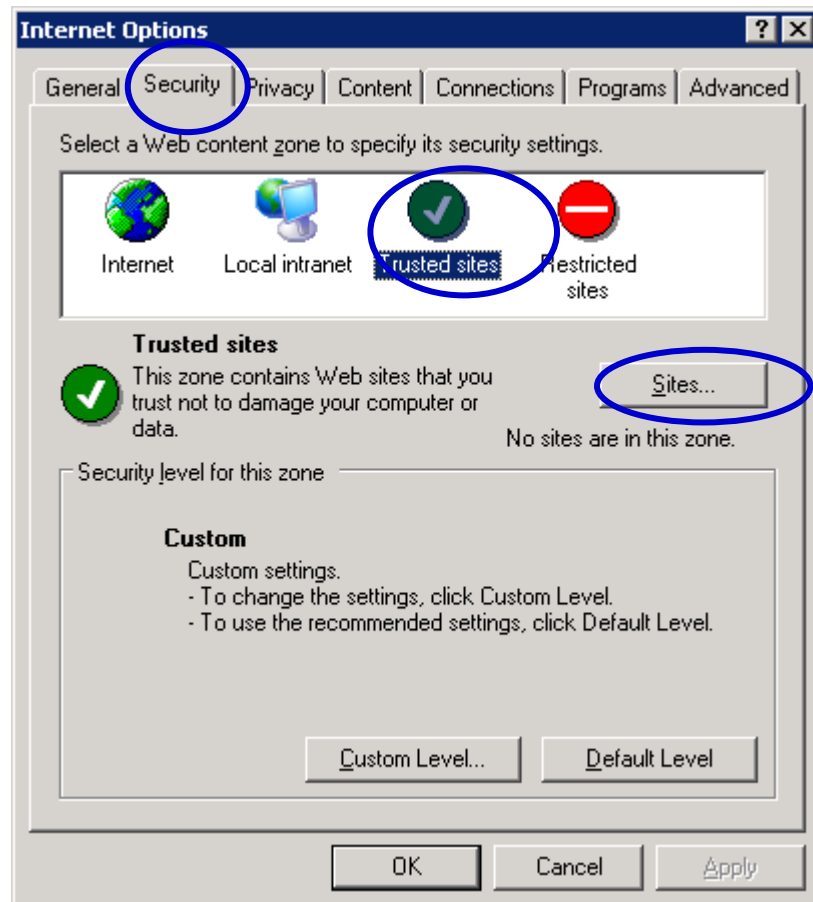 Internet Options
General Security Privacy Content Connections Programs Advanced
Select a Web content zone to specify its security settings.
Internet Local intranet Trusted sites Restricted
sites
Trusted sites
This zone contains Web sites that you
trust not to damage your computer or
data.
Sites...
No sites are in this zone.
Security level for this zone
Custom
Custom settings.
- To change the settings, click Custom Level.
- To use the recommended settings, click Default Level.
Custom Level... Default Level
OK Cancel Apply